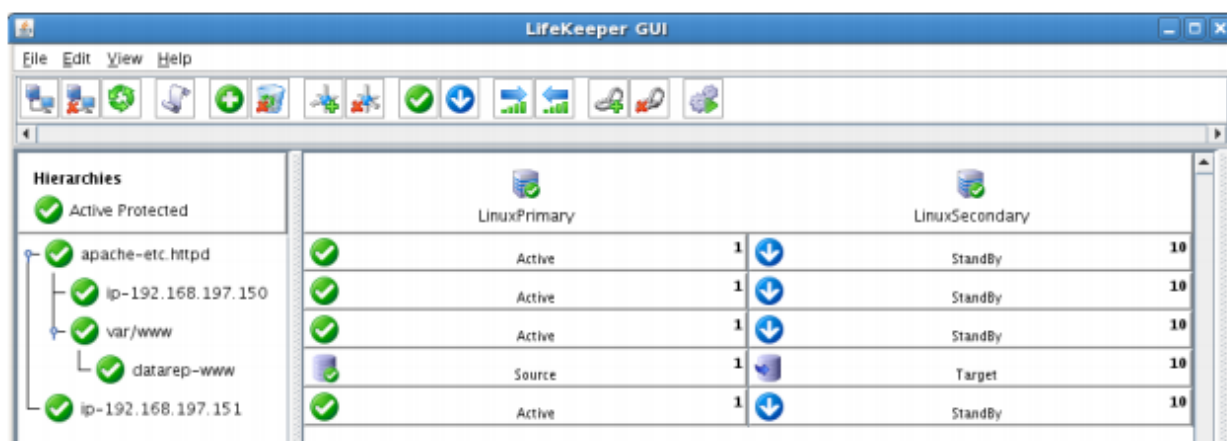 LifeKeeper GUI
File Edit View Help
Hierarchies
Active Protected
LinuxPrimary
LinuxSecondary
apache-etc.httpd
Active 1
StandBy 10
ip-192.168.197.150
Active 1
StandBy 10
var/www
Active 1
StandBy 10
datarep-www
Source 1
Target 10
ip-192.168.197.151
Active 1
StandBy 10